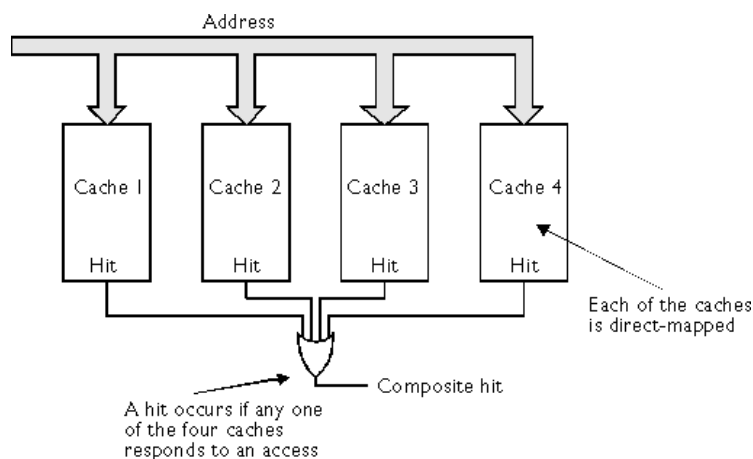 Address
Cache 1
Cache 2
Cache 3
Cache 4
Hit
Hit
Hit
Hit
Each of the caches
is direct-mapped
Composite hit
A hit occurs if any one
of the four caches
responds to an access